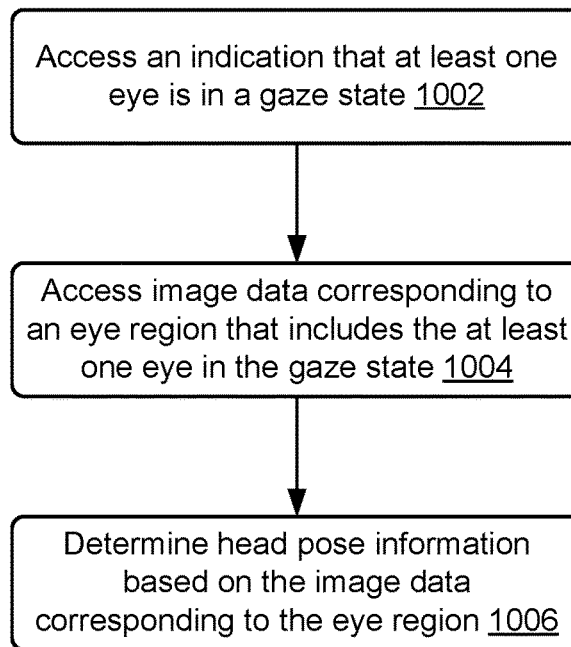 Access an indication that at least one
eye is in a gaze state 1002
Access image data corresponding to
an eye region that includes the at least
one eye in the gaze state 1004
Determine head pose information
based on the image data
corresponding to the eye region 1006